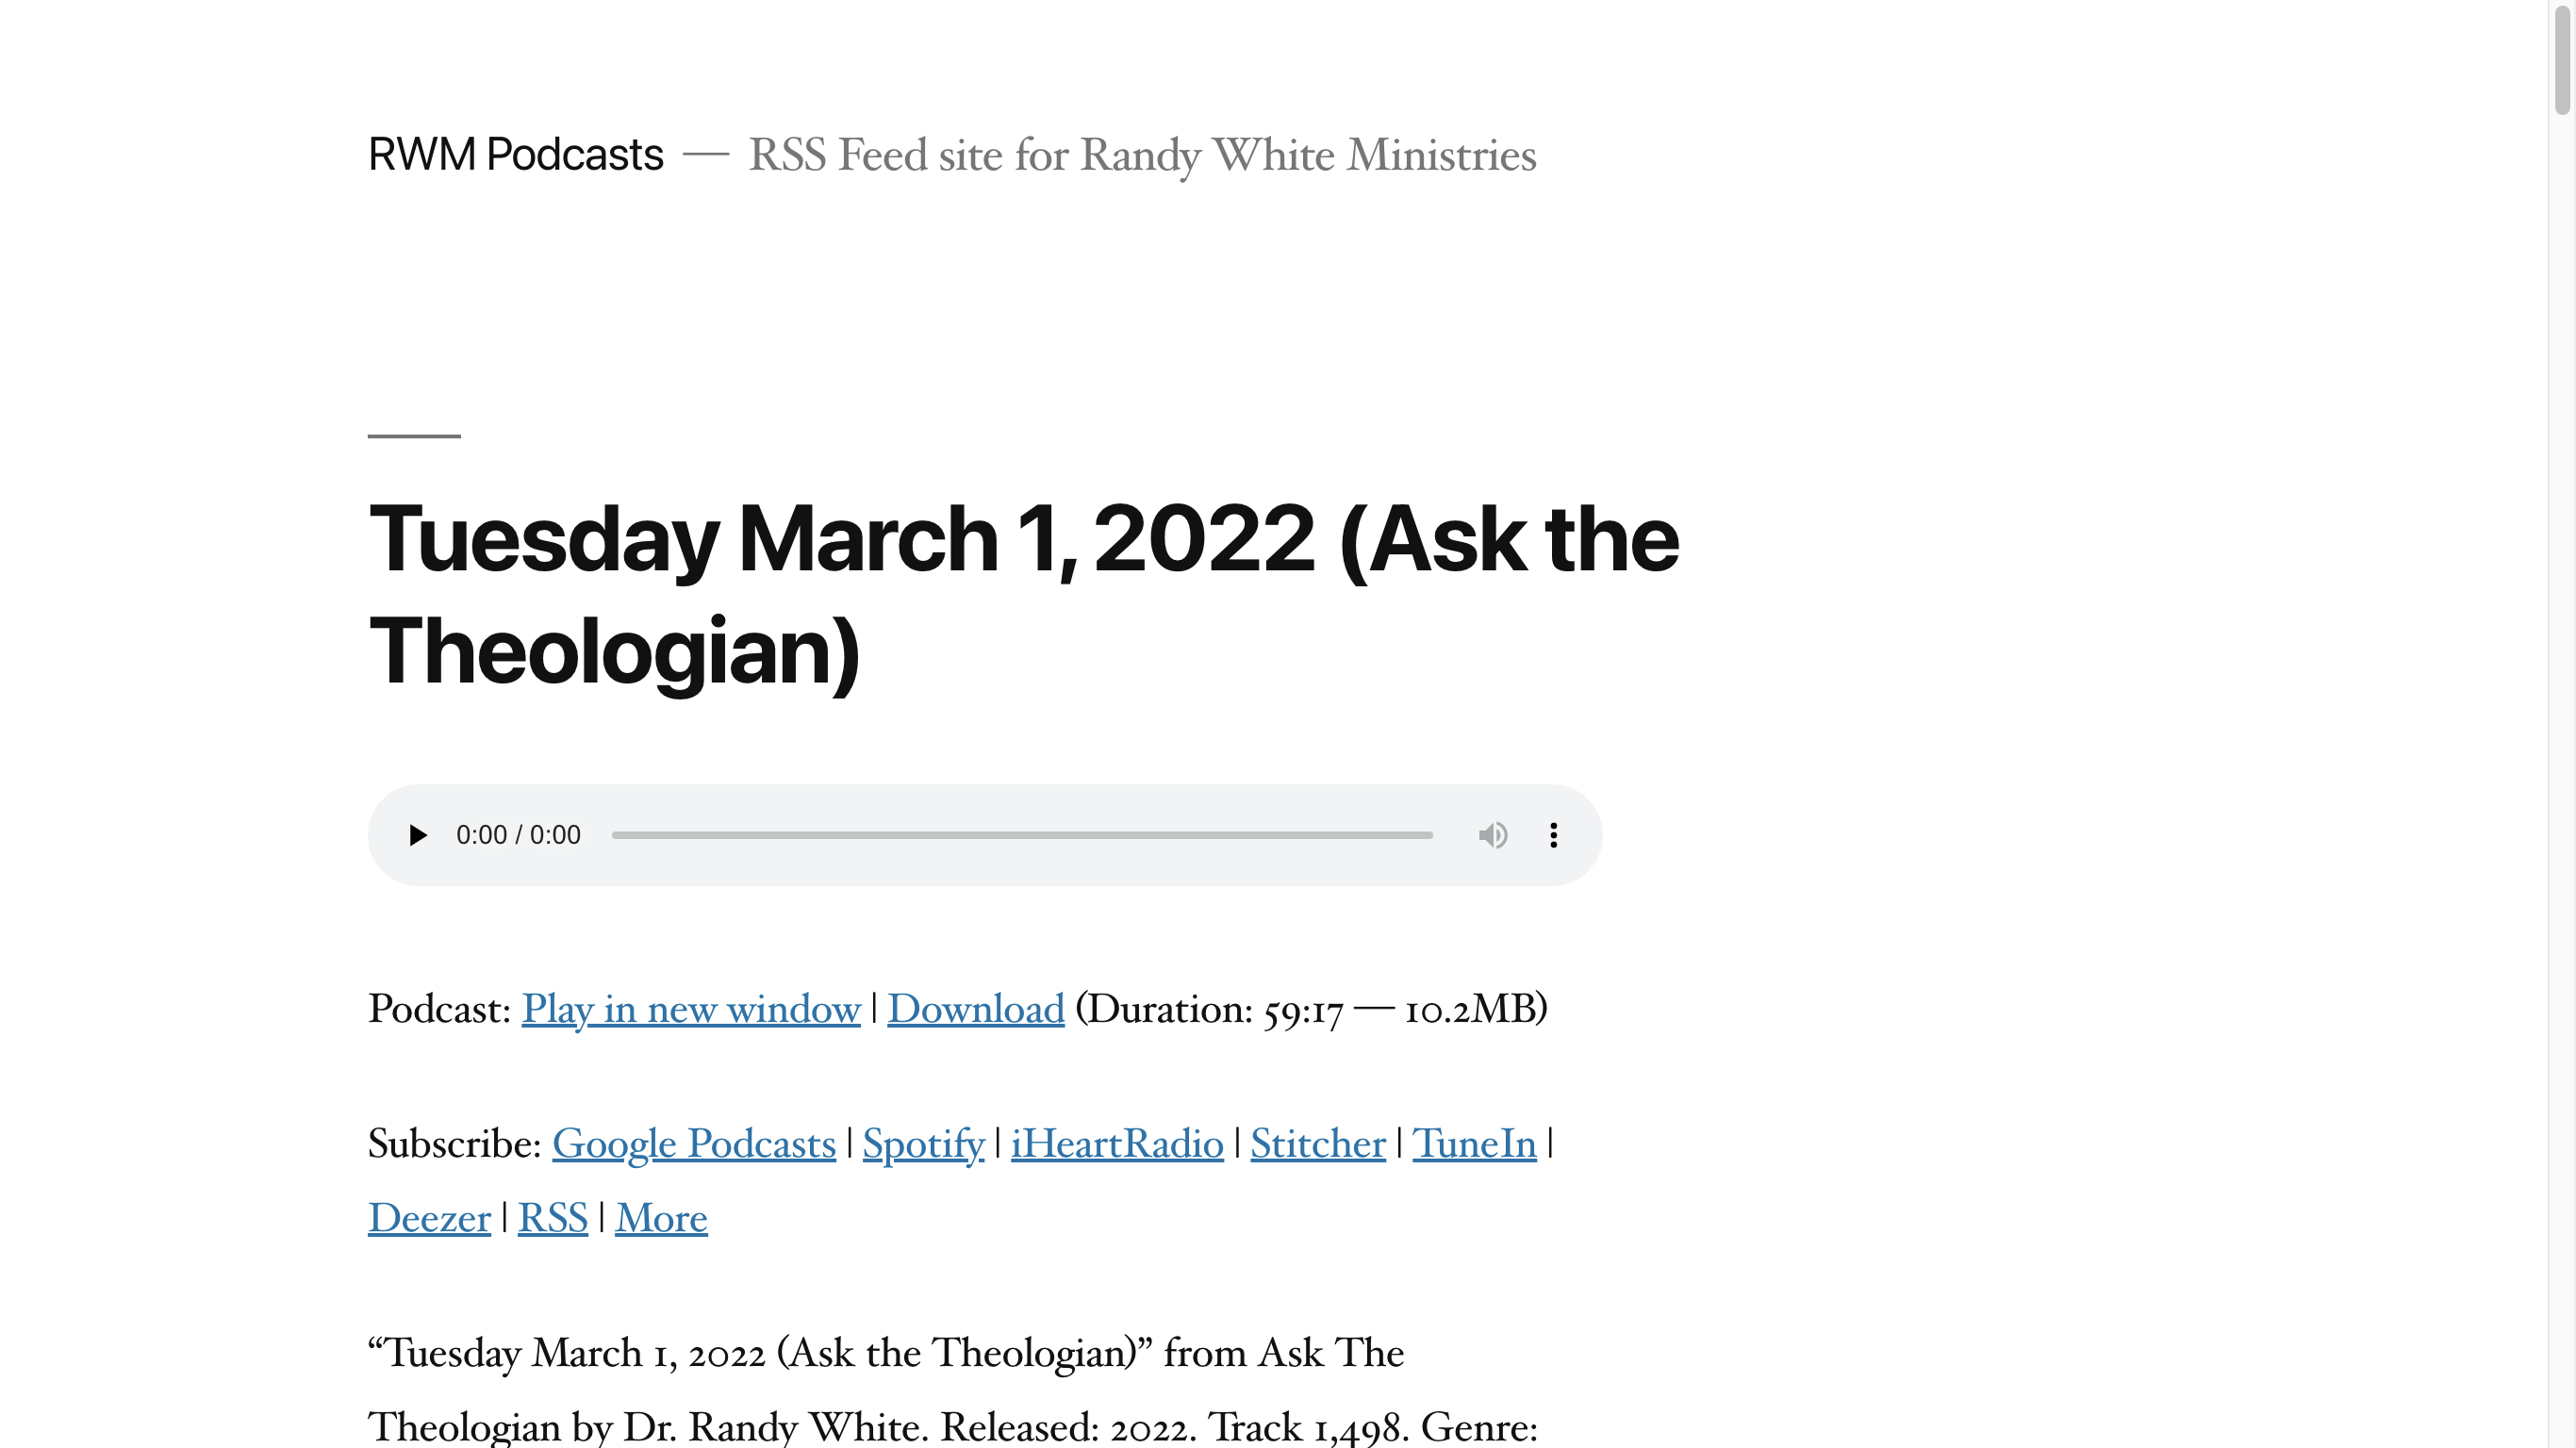 RWM Podcasts — RSS Feed site for Randy White Ministries
Tuesday March 1, 2022 (Ask the
Theologian)
0:00 / 0:00
Podcast: Play in new window | Download (Duration: 59:17 — 10.2MB)
Subscribe: Google Podcasts | Spotify | iHeartRadio | Stitcher | TuneIn |
Deezer | RSS | More
“Tuesday March 1, 2022 (Ask the Theologian)” from Ask The
Theologian by Dr. Randy White. Released: 2022. Track 1,498. Genre: